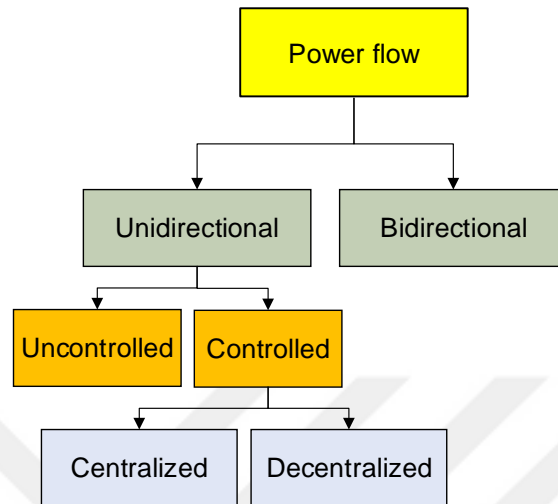 Power flow
Unidirectional
Bidirectional
Uncontrolled
Controlled
Centralized
Decentralized